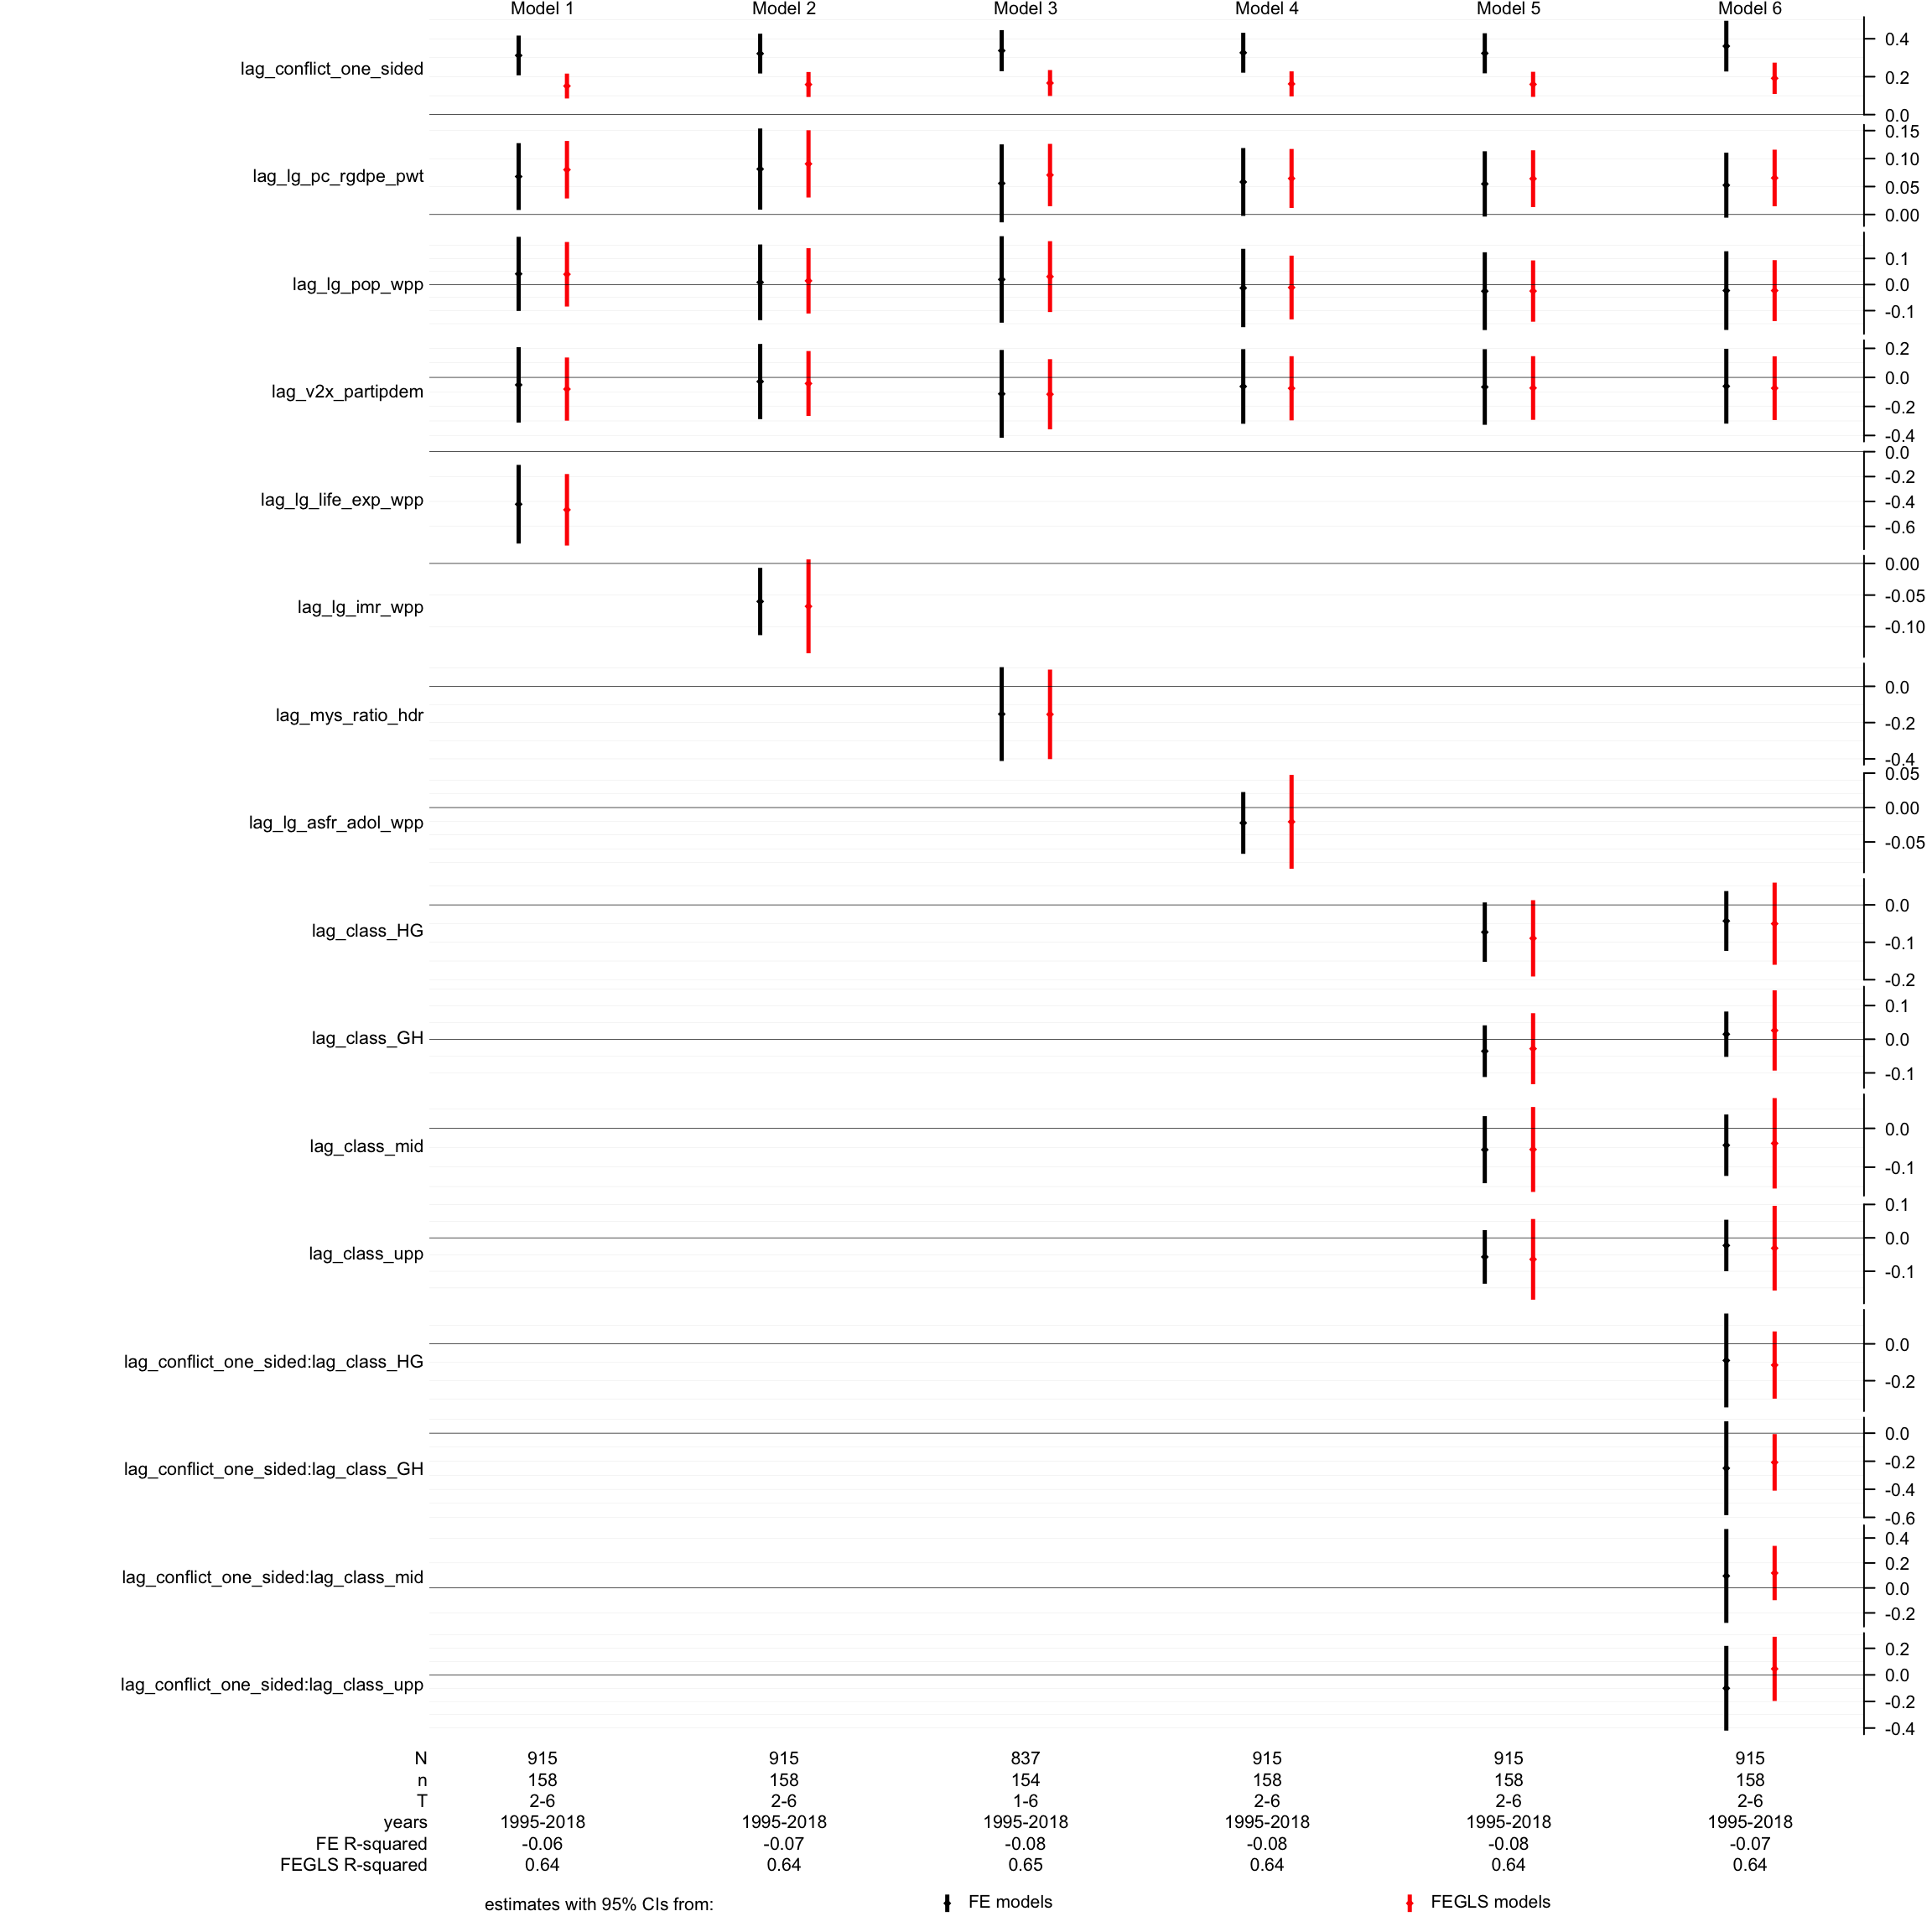 Model 1 Model 2 Model 3 Model 4 Model 5 Model 6
lag_conflict_one_sided
0.4
0.2
0.0
lag_lg_pc_rgdpe_pwt
0.15
0.10
0.05
0.00
lag_lg_pop_wpp
0.1
0.0
-0.1
lag_v2x_partipdem
0.2
0.0
-0.2
-0.4
lag_lg_life_exp_wpp
0.0
-0.2
-0.4
-0.6
lag_lg_imr_wpp
0.00
-0.05
-0.10
lag_mys_ratio_hdr
0.0
-0.2
-0.4
lag_lg_asfr_adol_wpp
0.05
0.00
-0.05
lag_class_HG
0.0
-0.1
-0.2
lag_class_GH
0.1
0.0
-0.1
lag_class_mid
0.0
-0.1
lag_class_upp
0.1
0.0
-0.1
lag_conflict_one_sided:lag_class_HG
0.0
-0.2
lag_conflict_one_sided:lag_class_GH
0.0
-0.2
-0.4
-0.6
lag_conflict_one_sided:lag_class_mid
0.4
0.2
0.0
-0.2
lag_conflict_one_sided:lag_class_upp
0.2
0.0
-0.2
-0.4
N 915 915 837 915 915 915
n 158 158 154 158 158 158
T 2-6 2-6 1-6 2-6 2-6 2-6
years 1995-2018 1995-2018 1995-2018 1995-2018 1995-2018 1995-2018
FE R-squared -0.06 -0.07 -0.08 -0.08 -0.08 -0.07
FEGLS R-squared 0.64 0.64 0.65 0.64 0.64 0.64
estimates with 95% CIs from: FE models FEGLS models